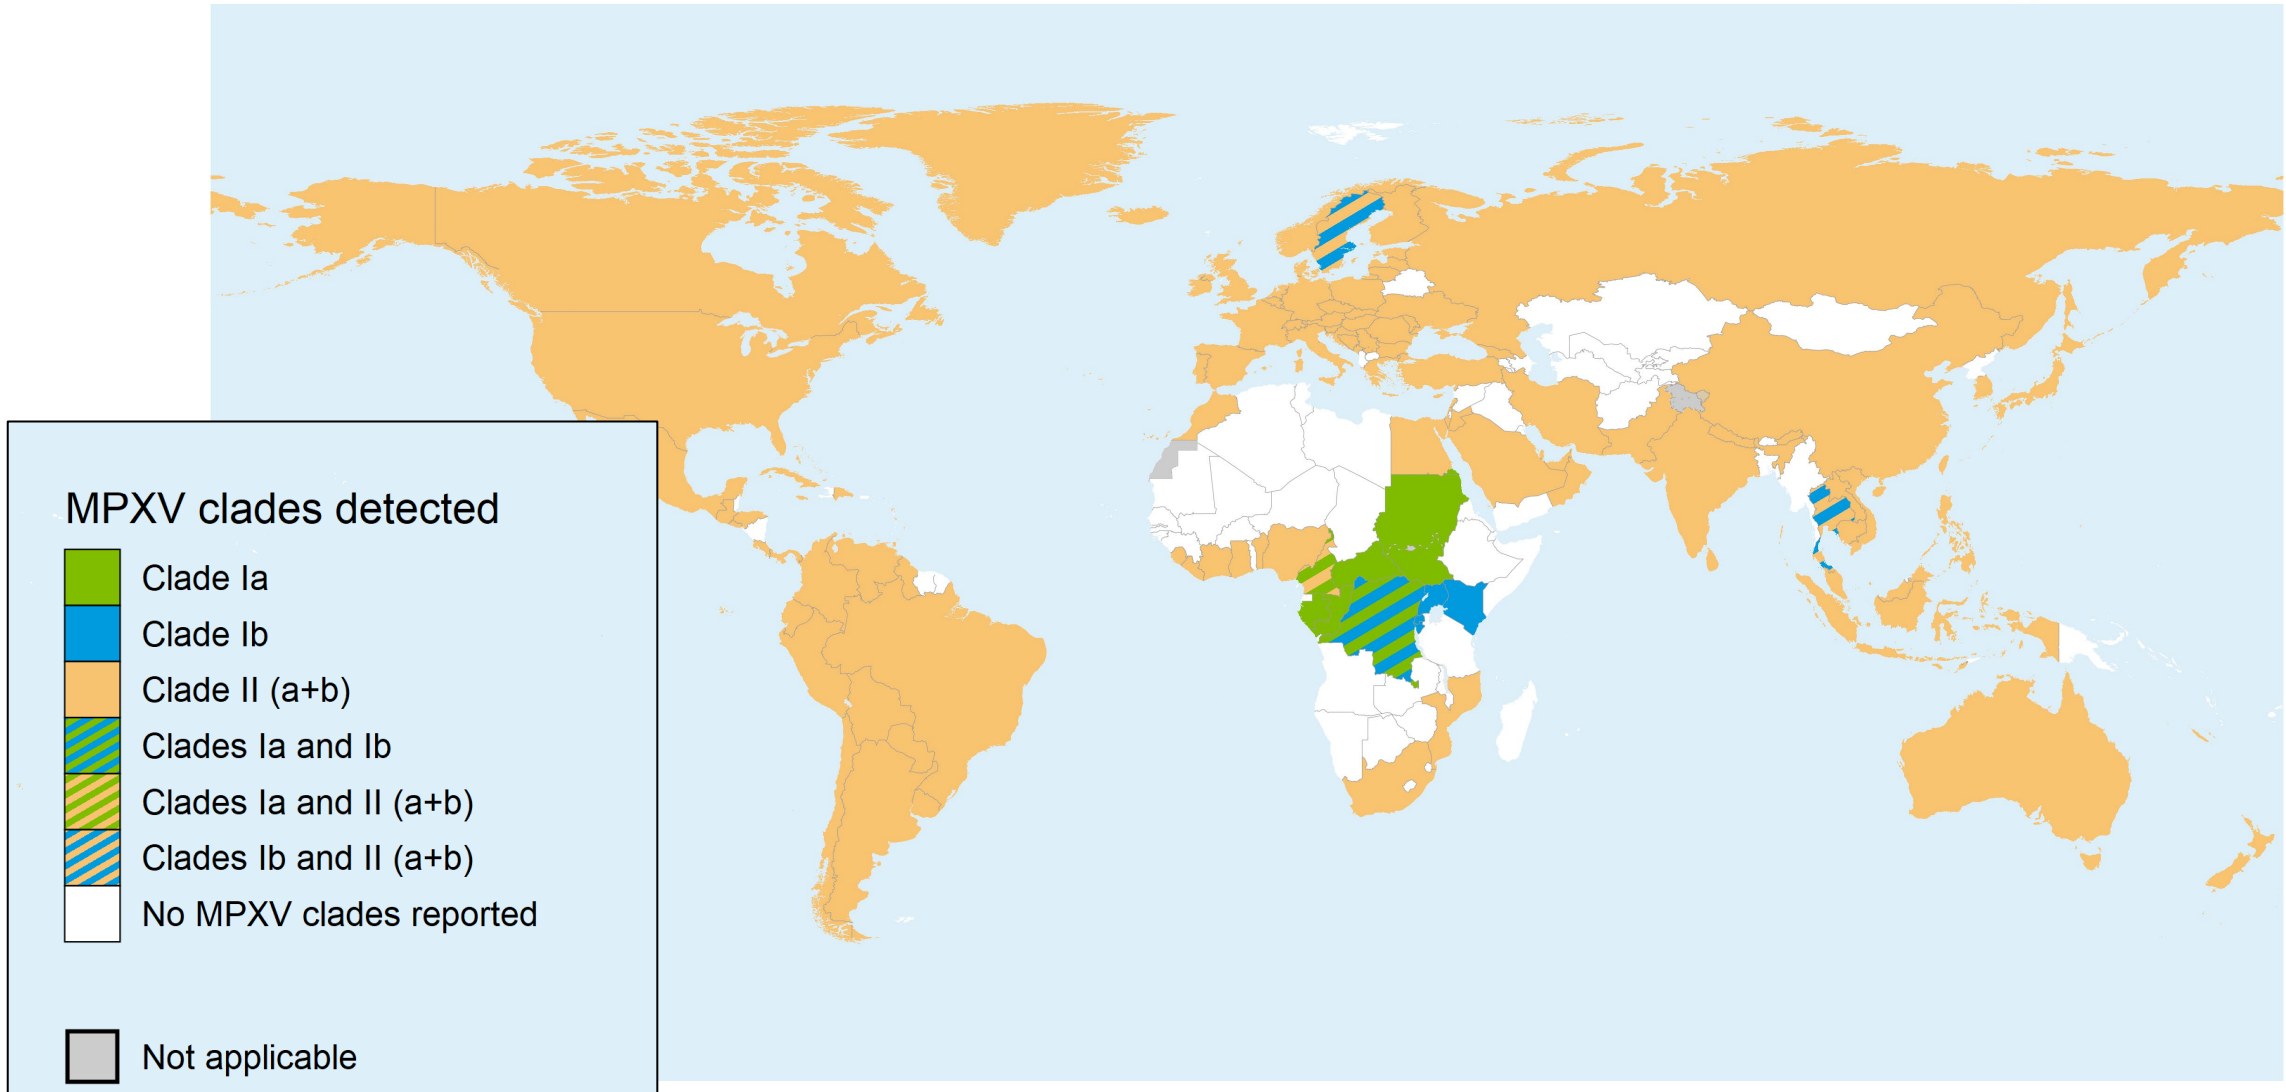 MPXV clades detected
Clade Ia
Clade Ib
Clade II (a+b)
Clades Ia and Ib
Clades Ia and II (a+b)
Clades Ib and II (a+b)
No MPXV clades reported
Not applicable